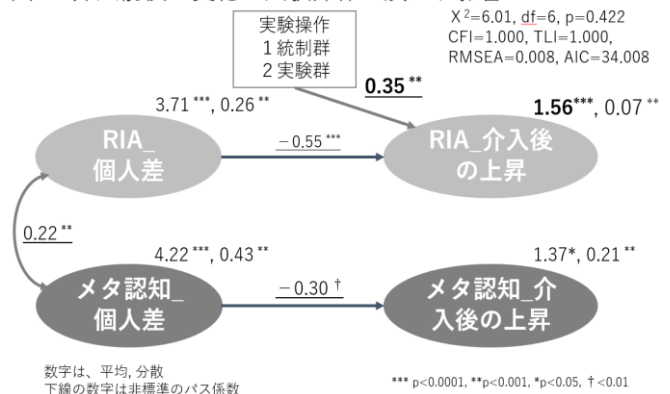 実験操作
1 統制群
2 実験群
Χ²=6.01, df=6, p=0.422
CFI=1.000, TLI=1.000,
RMSEA=0.008, AIC=34.008
0.35 **
3.71 ***, 0.26 **
1.56***, 0.07 **
RIA_
個人差
−0.55 ***
RIA_介入後
の上昇
0.22 **
4.22 ***, 0.43 **
1.37*, 0.21 **
メタ認知_
個人差
−0.30 †
メタ認知_介
入後の上昇
数字は、平均, 分散
下線の数字は非標準のパス係数
*** p<0.0001, **p<0.001, *p<0.05, † <0.01